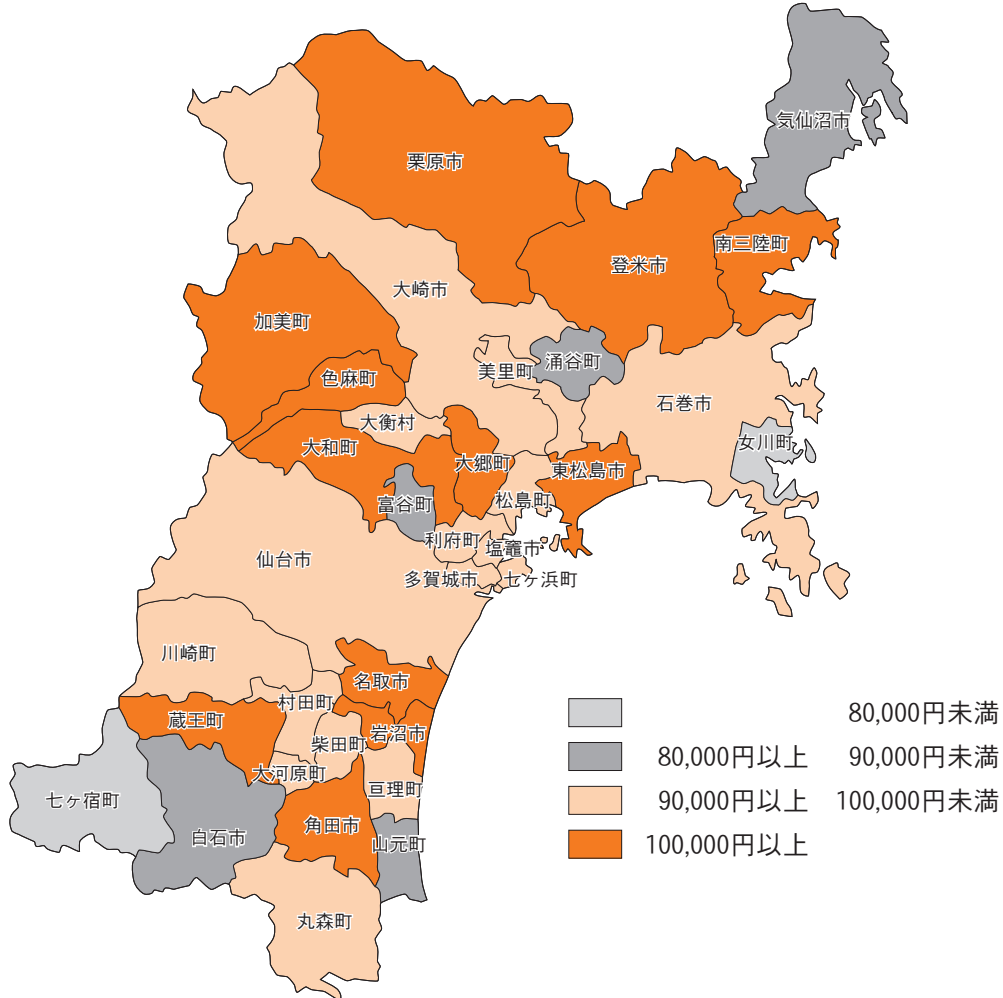 気仙沼市
栗原市
南三陸町
登米市
大崎市
加美町
涌谷町
美里町
色麻町
石巻市
大衡村
女川町
大和町
大郷町
東松島市
富谷町
松島町
利府町
塩竈市
仙台市
多賀城市
七ヶ浜町
川崎町
名取市
村田町
蔵王町
岩沼市
柴田町
大河原町
亘理町
七ヶ宿町
角田市
白石市
山元町
丸森町
80,000円未満
80,000円以上 90,000円未満
90,000円以上 100,000円未満
100,000円以上